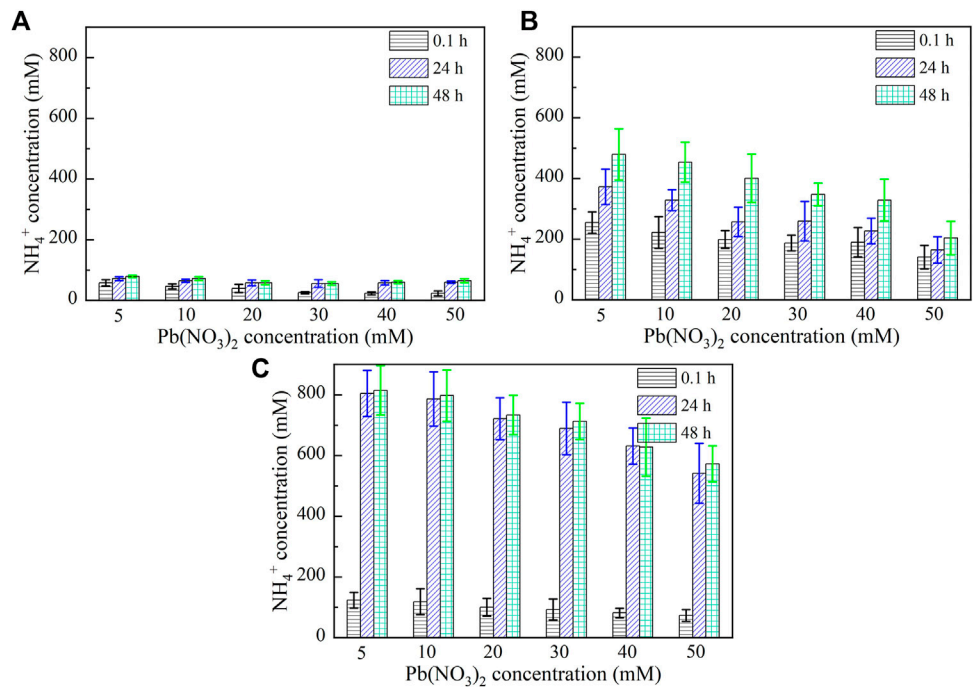 A
NH₄⁺ concentration (mM)
800
600
400
200
0
0.1 h
24 h
48 h
5 10 20 30 40 50
Pb(NO₃)₂ concentration (mM)
B
NH₄⁺ concentration (mM)
800
600
400
200
0
0.1 h
24 h
48 h
5 10 20 30 40 50
Pb(NO₃)₂ concentration (mM)
C
NH₄⁺ concentration (mM)
800
600
400
200
0
0.1 h
24 h
48 h
5 10 20 30 40 50
Pb(NO₃)₂ concentration (mM)